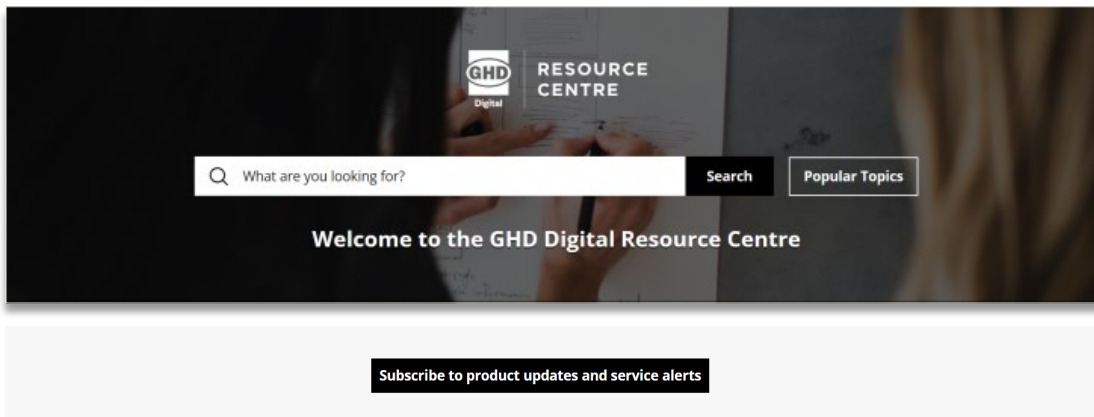 GHD
Digital
RESOURCE
CENTRE
What are you looking for?
Search
Popular Topics
Welcome to the GHD Digital Resource Centre
Subscribe to product updates and service alerts